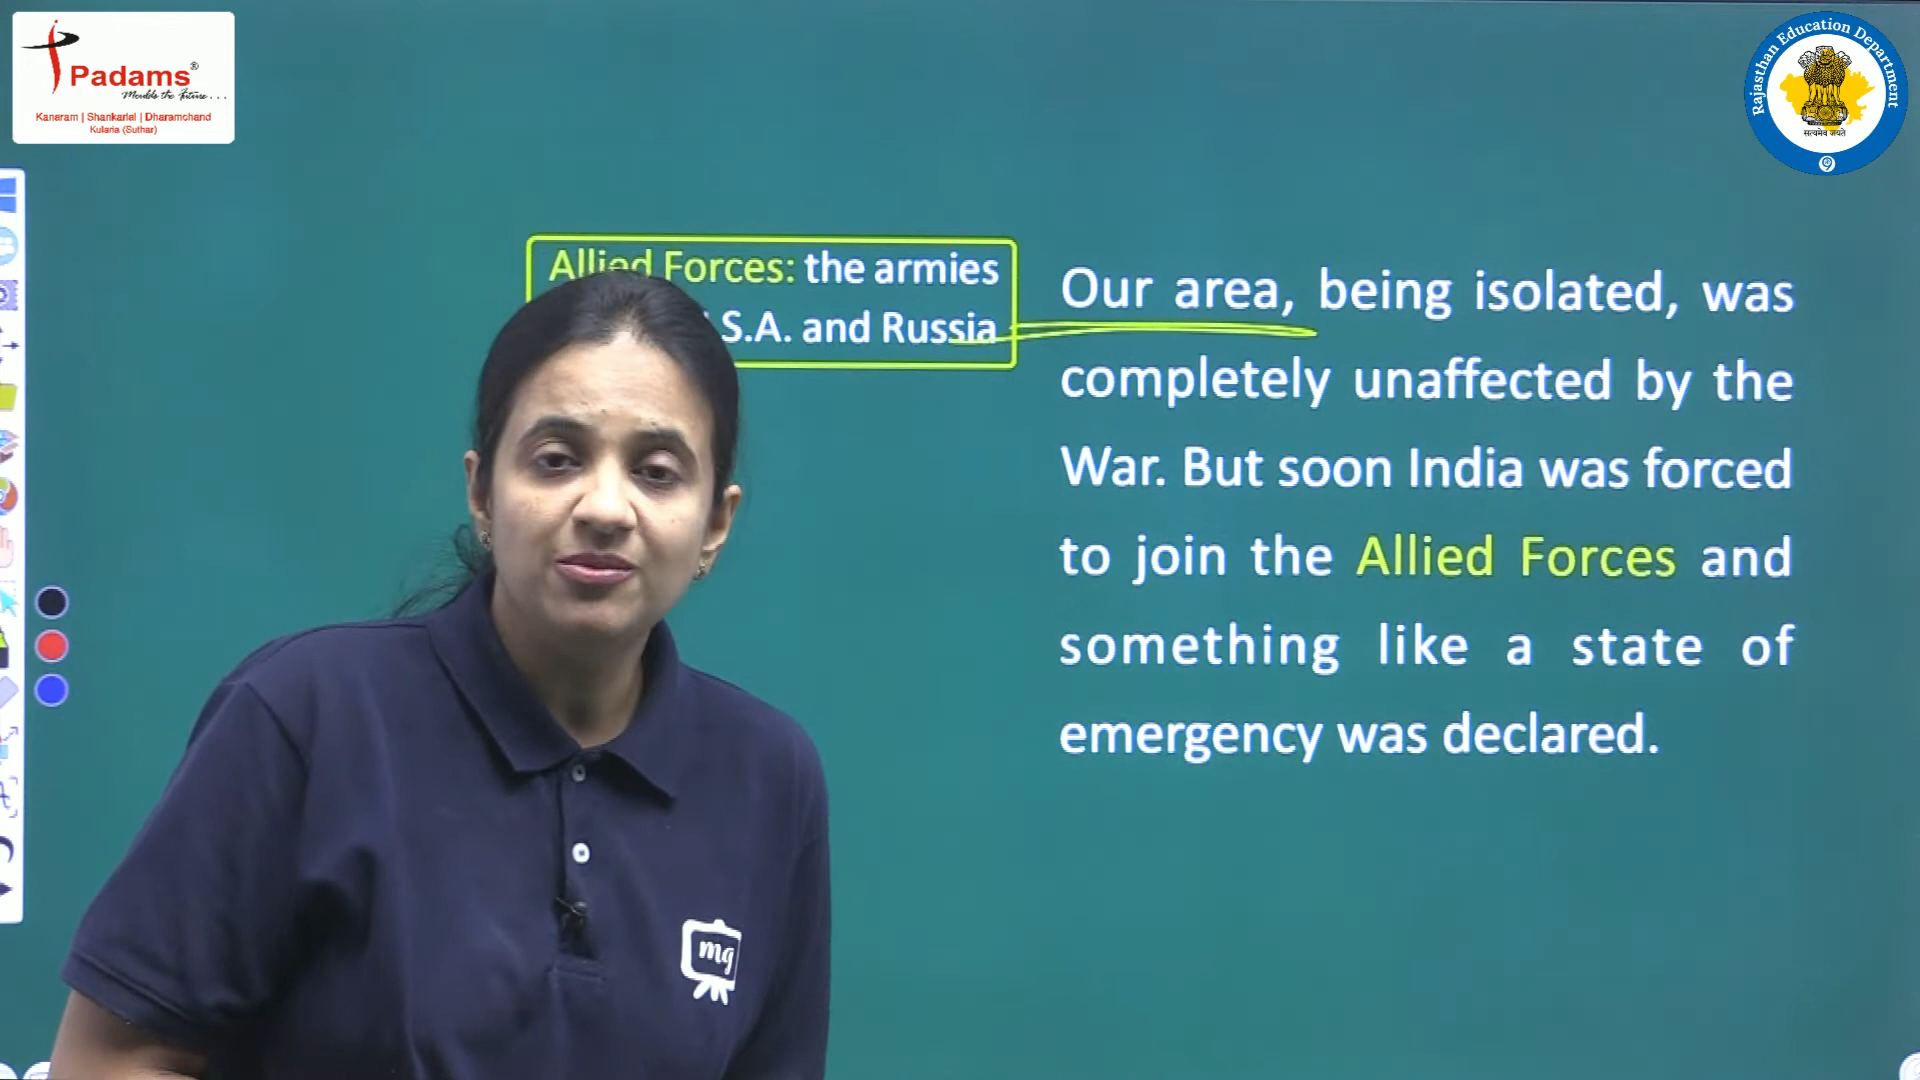 Padams®
Moulds the Future...
Kanaram | Shankarlal | Dharamchand
Kularia (Suthar)
Rajasthan Education Department
सत्यमेव जयते
Allied Forces: the armies
S.A. and Russia
Our area, being isolated, was
completely unaffected by the
War. But soon India was forced
to join the Allied Forces and
something like a state of
emergency was declared.
mg